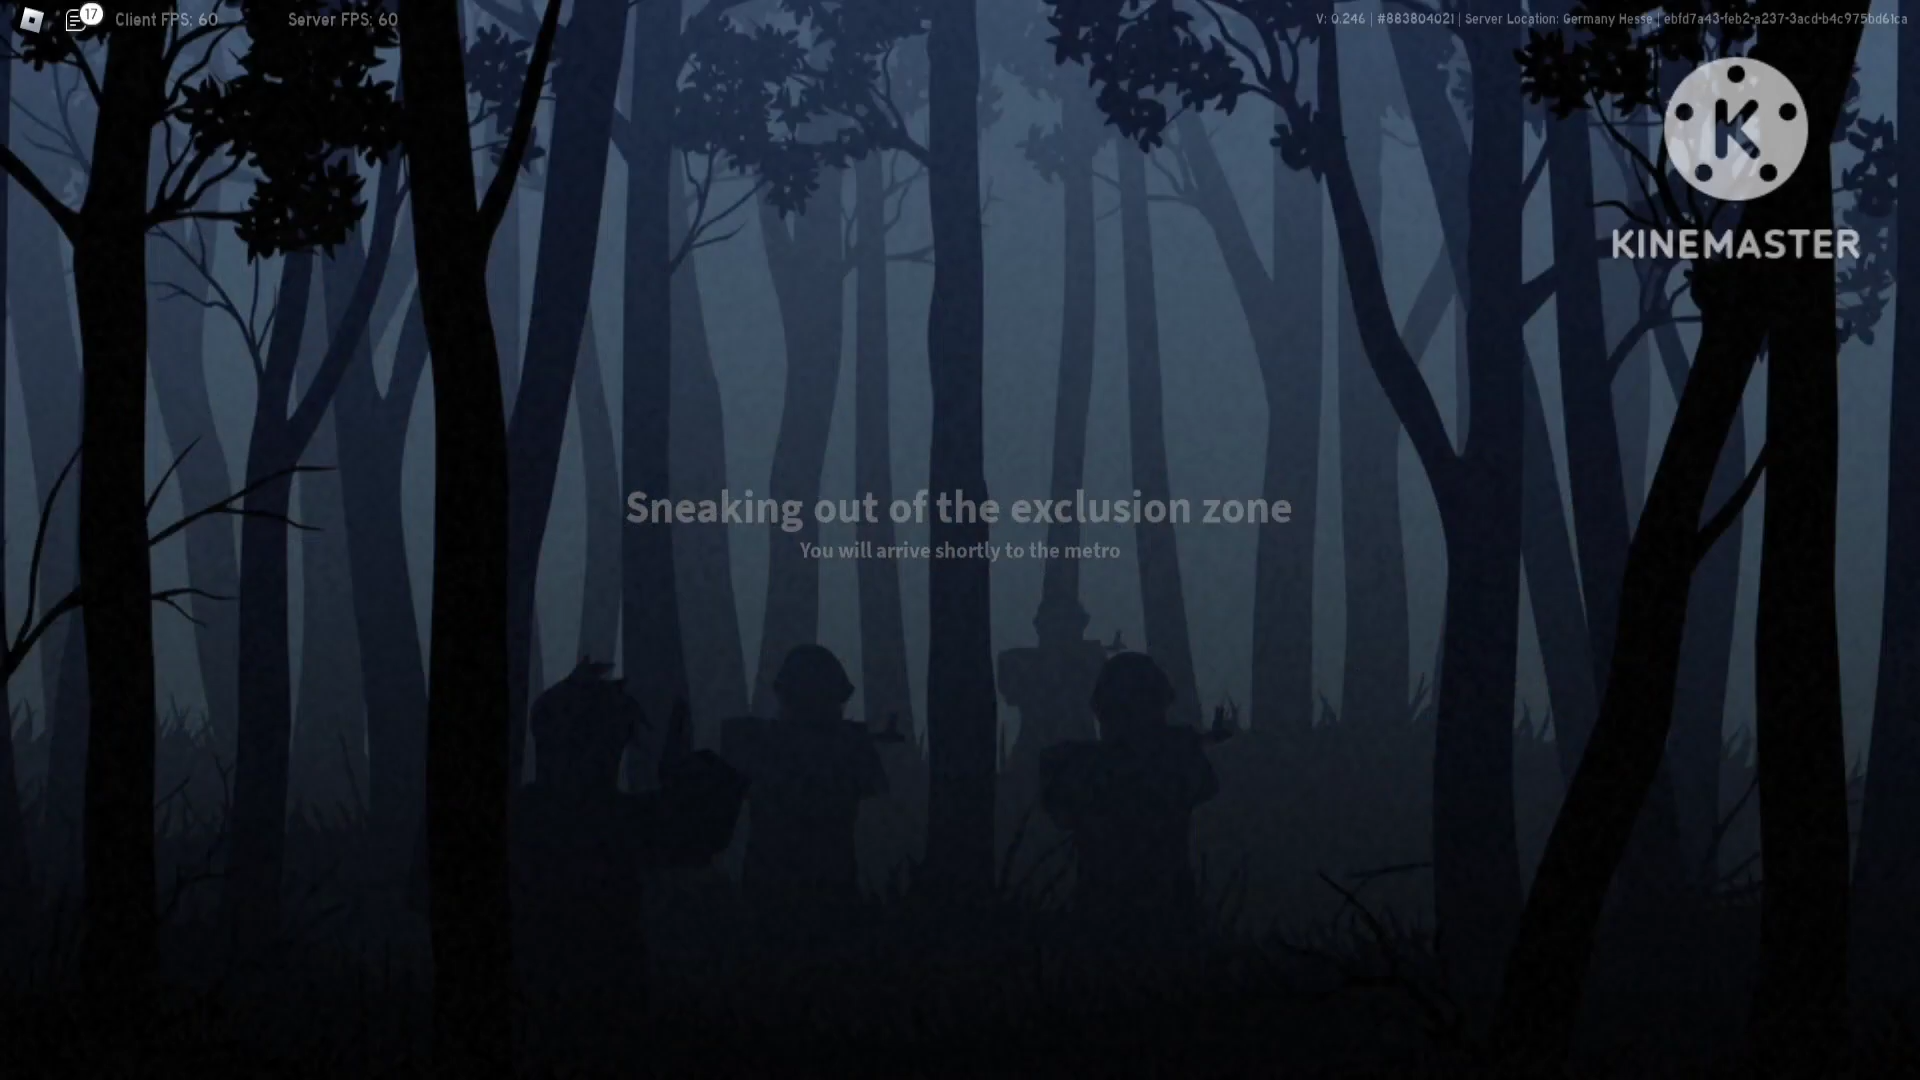 17
Client FPS: 60
Server FPS: 60
V: 0.246 | #883804021 | Server Location: Germany Hesse | ebfd7a43-feb2-a237-3acd-b4c975bd61ca
K
KINEMASTER
Sneaking out of the exclusion zone
You will arrive shortly to the metro